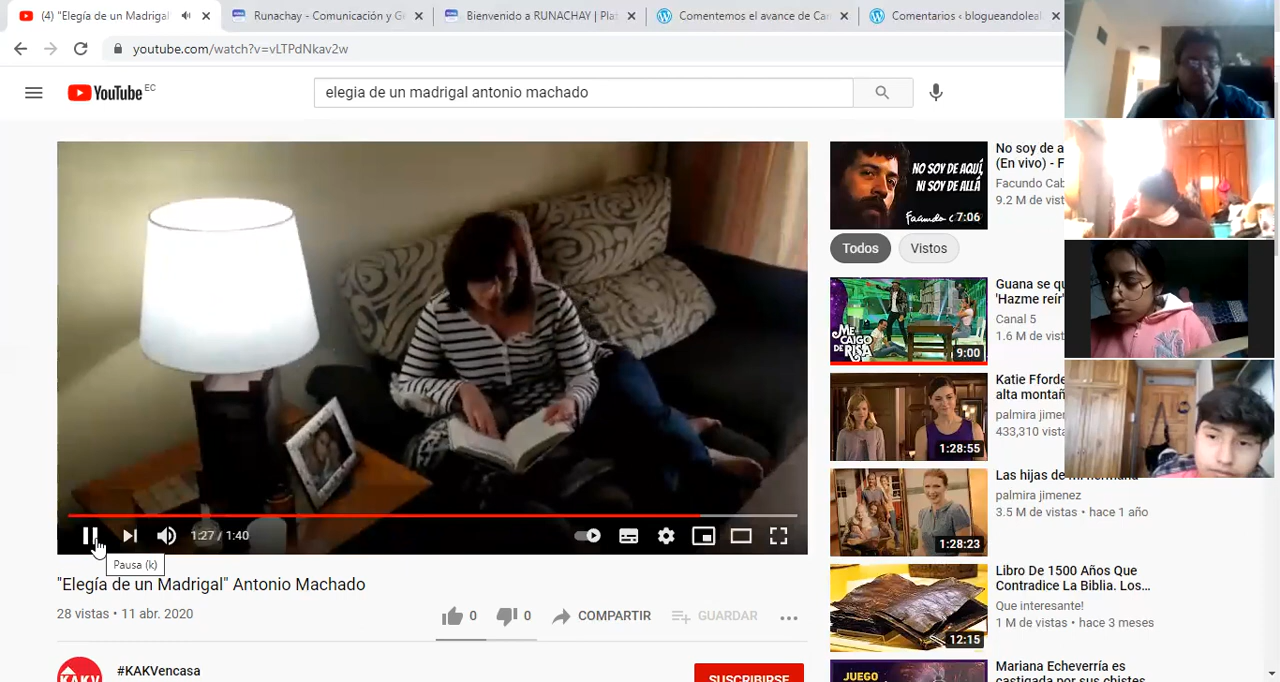 (4) "Elegía de un Madrigal
Runachay - Comunicación y G
Bienvenido a RUNACHAY | Plat
Comentemos el avance de Car
Comentarios ‹ blogueandoleal
youtube.com/watch?v=vLTPdNkav2w
YouTube EC
elegia de un madrigal antonio machado
1:27 / 1:40
Pausa (k)
"Elegía de un Madrigal" Antonio Machado
28 vistas • 11 abr. 2020
0
0
COMPARTIR
GUARDAR
#KAKVencasa
KAKV
SUSCRIBIRSE
NO SOY DE AQUÍ,
NI SOY DE ALLÁ
7:06
No soy de a
(En vivo) - F
Facundo Cab
9.2 M de vist
Todos
Vistos
ME
CAIGO
DE RISA
9:00
Guana se qu
'Hazme reír'
Canal 5
1.6 M de vist
1:28:55
Katie Fforde
alta montañ
palmira jimen
433,310 vista
1:28:23
Las hijas de mi hermana
palmira jimenez
3.5 M de vistas • hace 1 año
12:15
Libro De 1500 Años Que
Contradice La Biblia. Los...
Que interesante!
1 M de vistas • hace 3 meses
JUEGO
Mariana Echeverría es
castigada por sus chistes